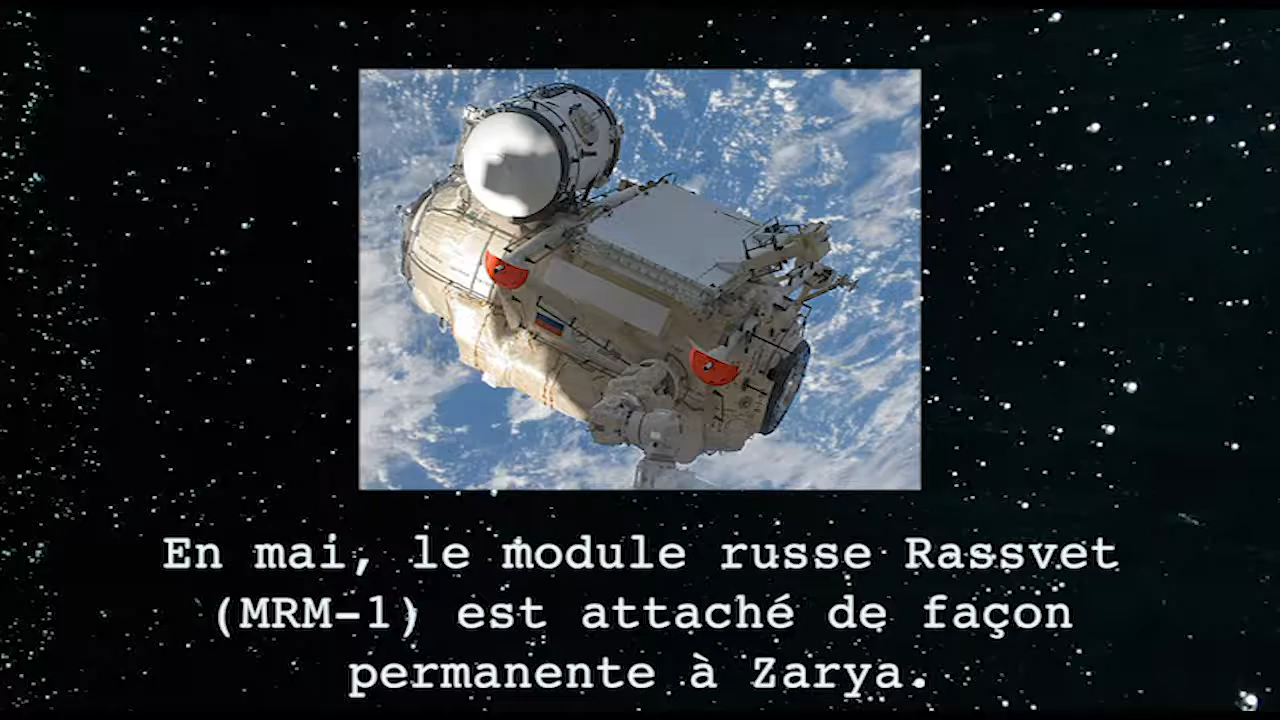 En mai, le module russe Rassvet
(MRM-1) est attaché de façon
permanente à Zarya.